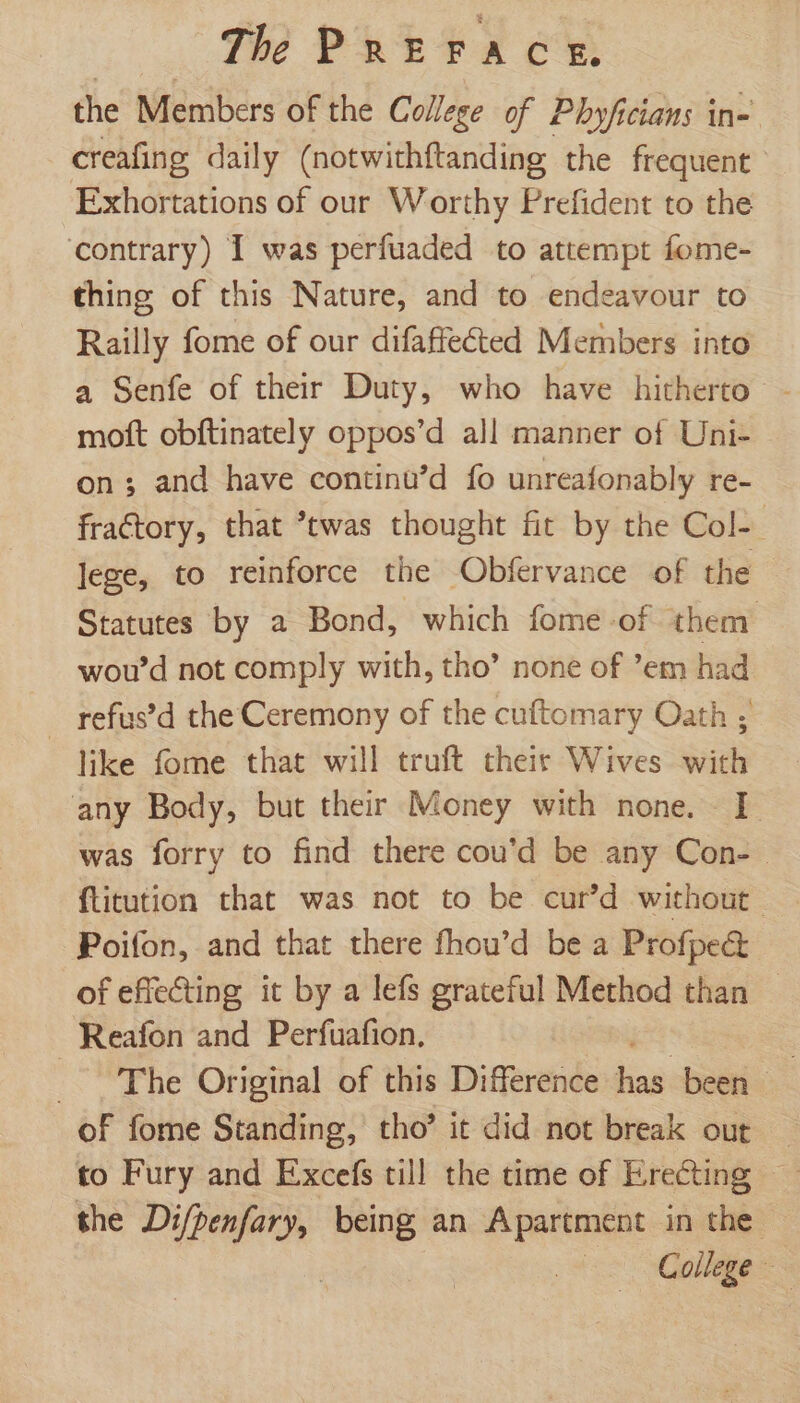 The PREFACE.
the Members of the College of Phyſicians in-
creaſing daily (notwithſtanding the frequent
Exhortations of our Worthy Preſident to the
contrary) I was perſuaded to attempt ſome-
thing of this Nature, and to endeavour to
Railly ſome of our diſaffected Members into
a Senſe of their Duty, who have hitherto
moſt obſtinately oppos’d all manner of Uni-
on ; and have continu’d ſo unreaſonably re-
fractory, that ’twas thought fit by the Col-
lege, to reinforce the Obſervance of the
Statutes by a Bond, which ſome of them
wou’d not comply with, tho’ none of ’em had
refus’d the Ceremony of the cuſtomary Oath ;
like ſome that will truſt their Wives with
any Body, but their Money with none. I
was ſorry to find there cou’d be any Con-
ſtitution that was not to be cur’d without
Poiſon, and that there ſhou’d be a Proſpect
of effecting it by a leſs grateful Method than
Reaſon and Perſuaſion.
The Original of this Difference has been
of ſome Standing, tho’ it did not break out
to Fury and Exceſs till the time of Erecting
the Diſpenſary, being an Apartment in the
College